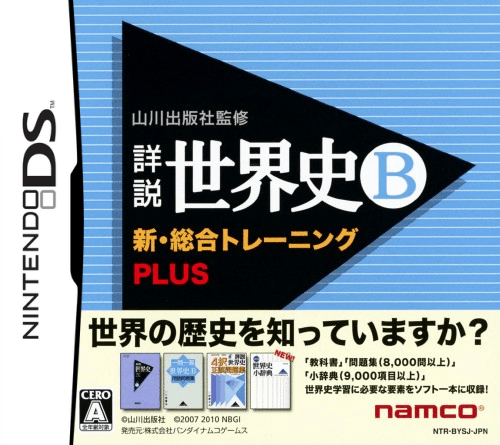 NINTENDO DS™
山川出版社監修
詳説 世界史 B
新・総合トレーニング
PLUS
世界の歴史を知っていますか?
NEW!
「教科書」、「問題集(8,000問以上)」
「小辞典(9,000項目以上)」
世界史学習に必要な要素をソフト一本に収録!
CERO
A
全年齢対象
©山川出版社 ©2007 2010 NBGI
発売元:株式会社バンダイナムコゲームス
namco®
NTR-BYSJ-JPN